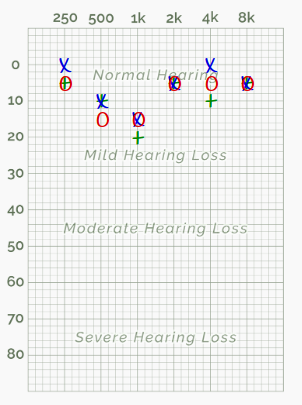 250 500 1k 2k 4k 8k
0
Normal Hearing
10
20
Mild Hearing Loss
30
40
Moderate Hearing Loss
50
60
70
Severe Hearing Loss
80